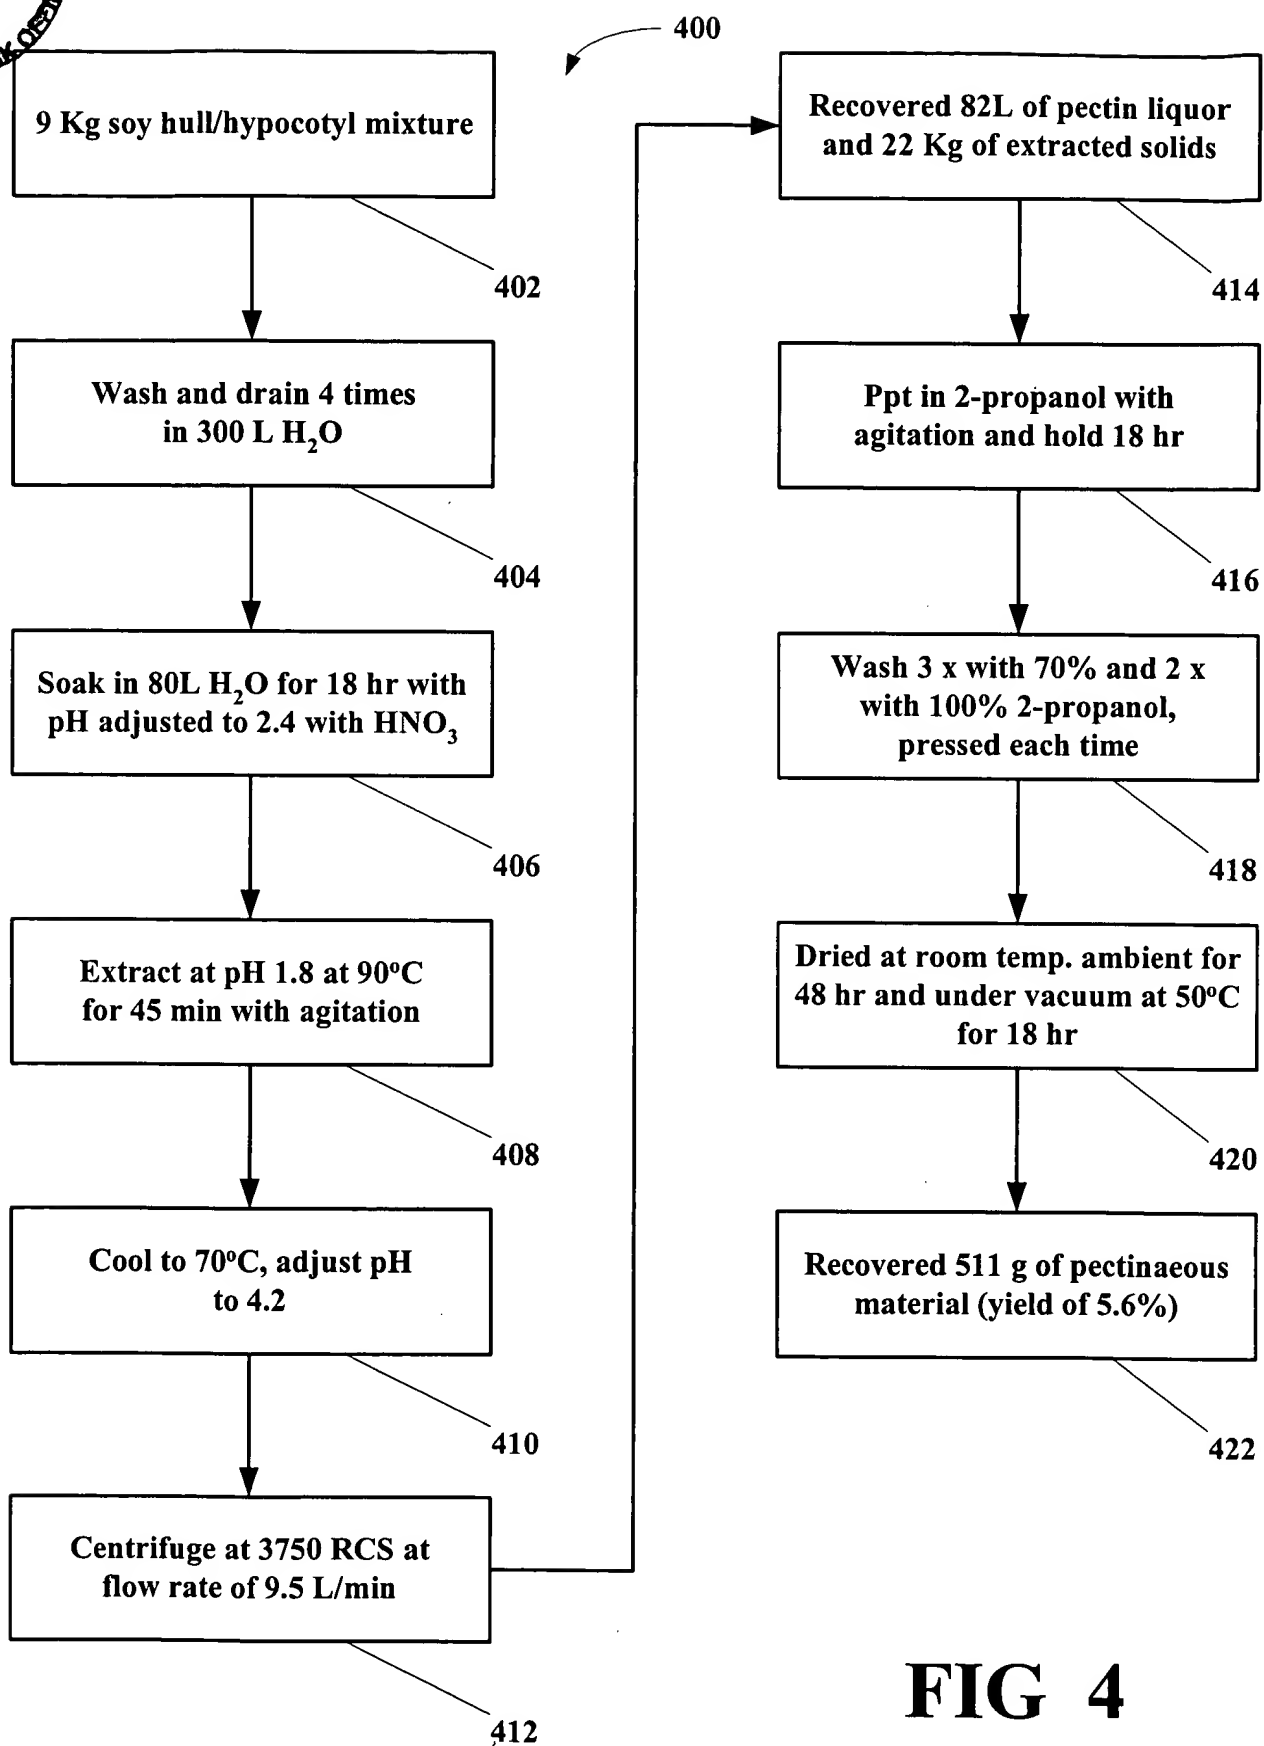 400
9 Kg soy hull/hypocotyl mixture
402
Wash and drain 4 times
in 300 L H₂O
404
Soak in 80L H₂O for 18 hr with
pH adjusted to 2.4 with HNO₃
406
Extract at pH 1.8 at 90ºC
for 45 min with agitation
408
Cool to 70ºC, adjust pH
to 4.2
410
Centrifuge at 3750 RCS at
flow rate of 9.5 L/min
412
Recovered 82L of pectin liquor
and 22 Kg of extracted solids
414
Ppt in 2-propanol with
agitation and hold 18 hr
416
Wash 3 x with 70% and 2 x
with 100% 2-propanol,
pressed each time
418
Dried at room temp. ambient for
48 hr and under vacuum at 50ºC
for 18 hr
420
Recovered 511 g of pectinaeous
material (yield of 5.6%)
422
FIG 4